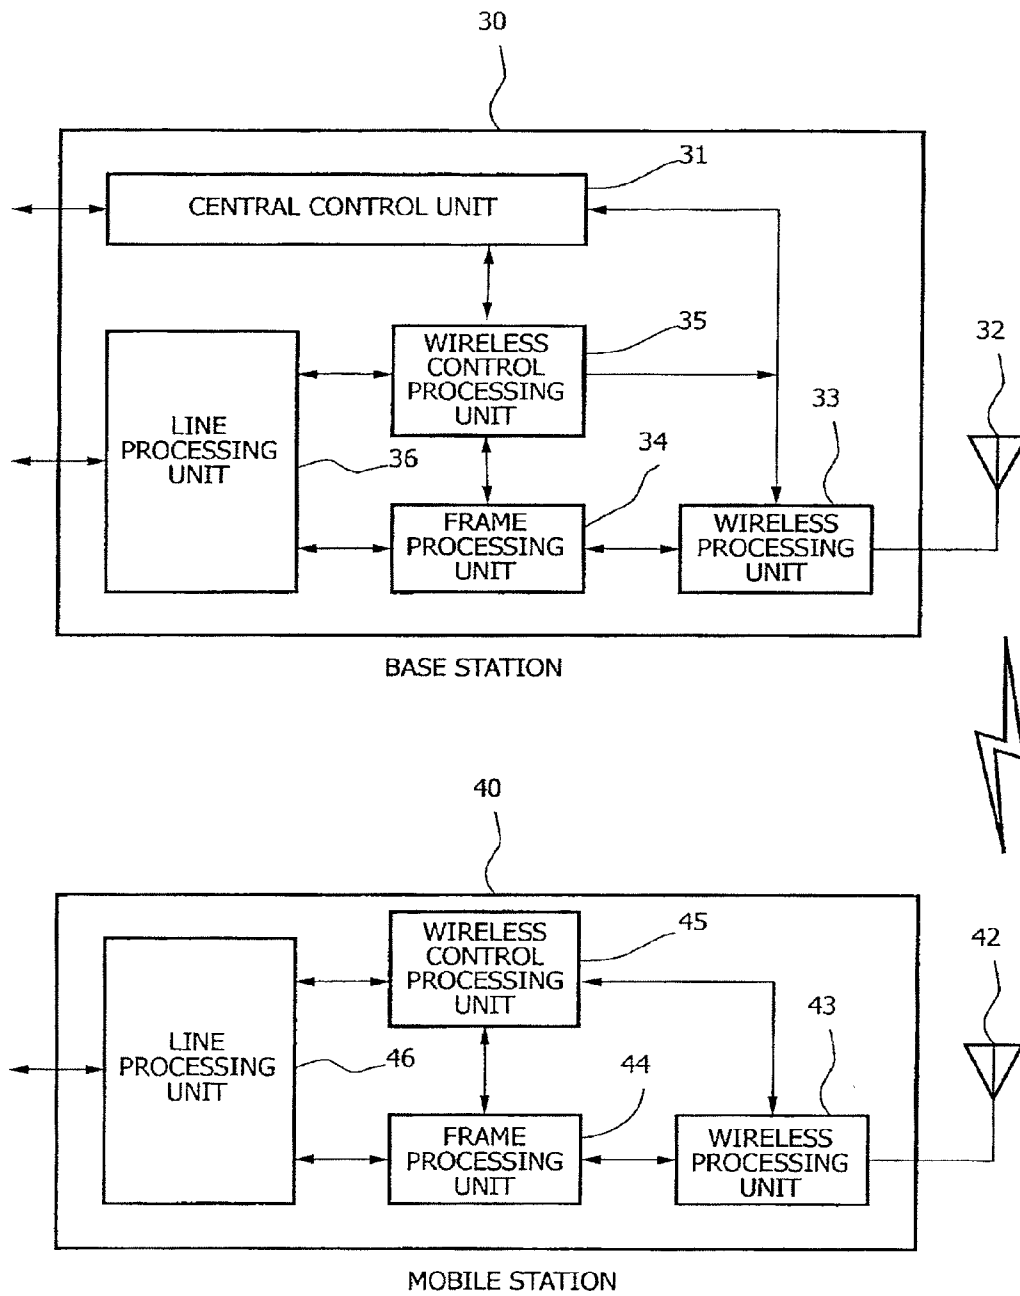 30
31
CENTRAL CONTROL UNIT
35
WIRELESS
CONTROL
PROCESSING
UNIT
32
33
LINE
PROCESSING
UNIT
36
34
FRAME
PROCESSING
UNIT
WIRELESS
PROCESSING
UNIT
BASE STATION
40
45
WIRELESS
CONTROL
PROCESSING
UNIT
42
43
LINE
PROCESSING
UNIT
46
44
FRAME
PROCESSING
UNIT
WIRELESS
PROCESSING
UNIT
MOBILE STATION